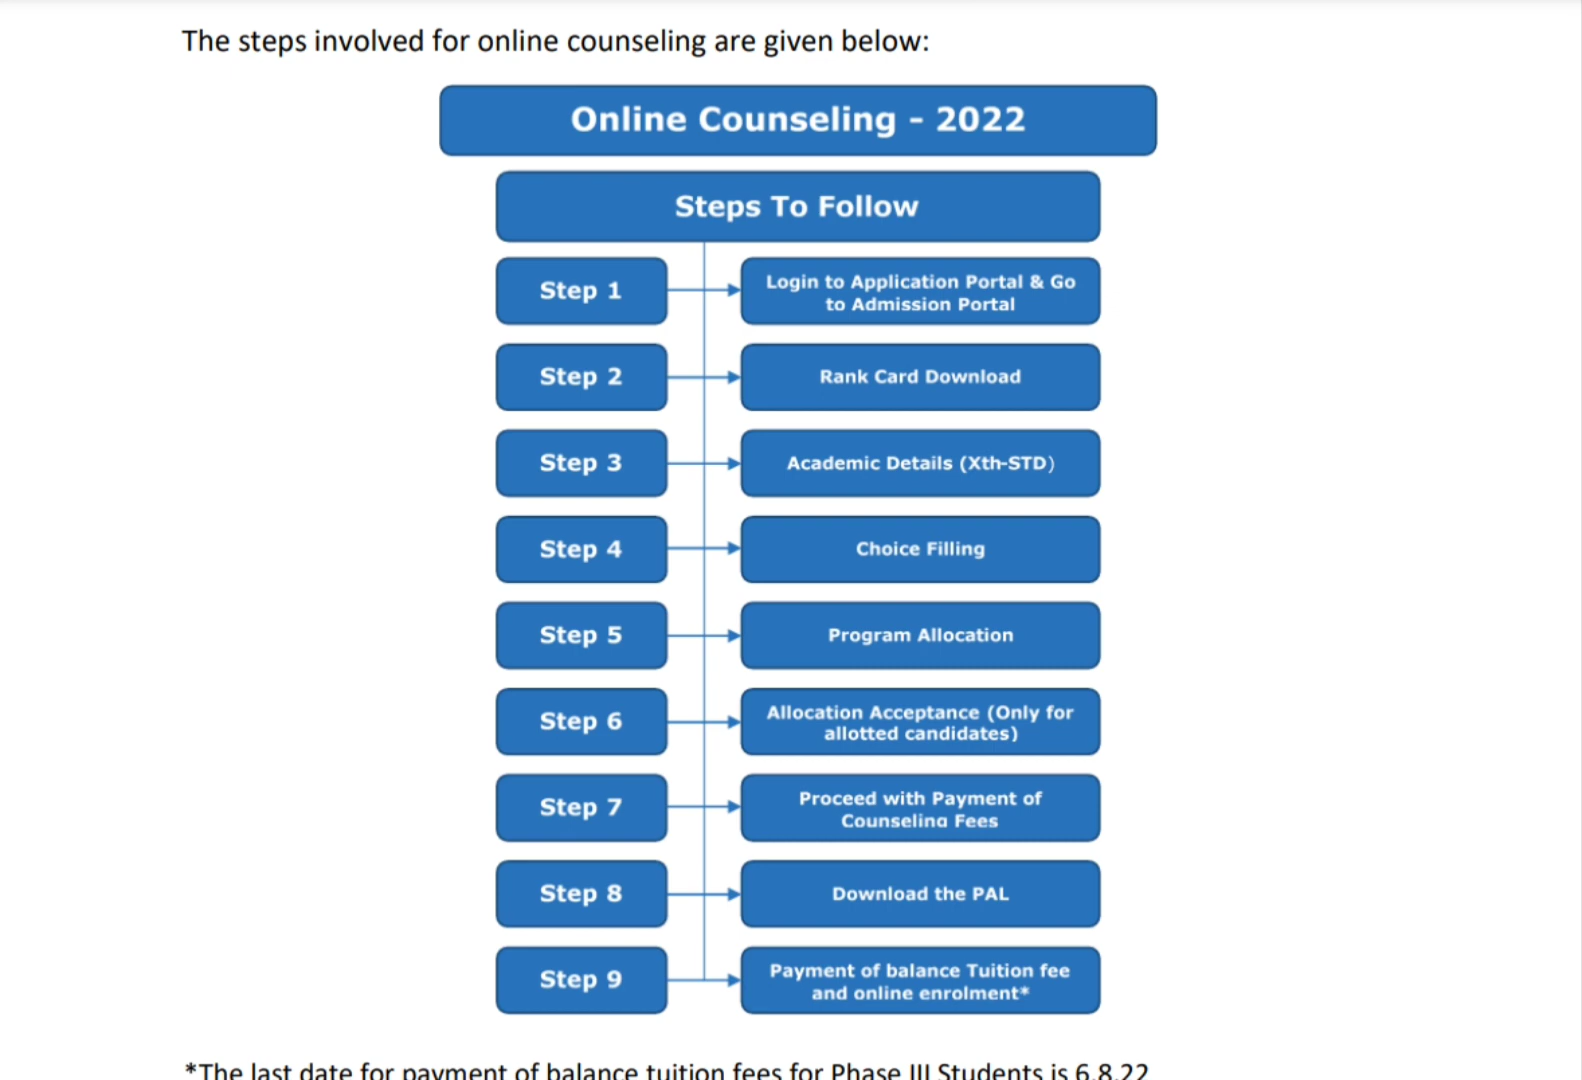 The steps involved for online counseling are given below:
Online Counseling - 2022
Steps To Follow
Step 1
Login to Application Portal & Go
to Admission Portal
Step 2
Rank Card Download
Step 3
Academic Details (Xth-STD)
Step 4
Choice Filling
Step 5
Program Allocation
Step 6
Allocation Acceptance (Only for
allotted candidates)
Step 7
Proceed with Payment of
Counseling Fees
Step 8
Download the PAL
Step 9
Payment of balance Tuition fee
and online enrolment*
*The last date for payment of balance tuition fees for Phase III Students is 6.8.22